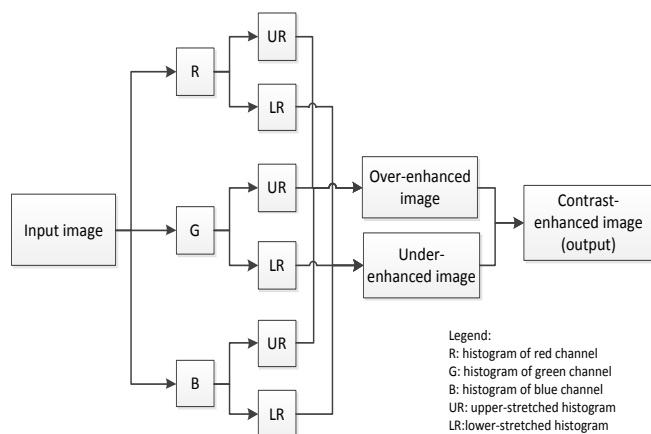 UR
R
LR
UR
Over-enhanced
image
Input image
G
Contrast-
enhanced image
(output)
LR
Under-
enhanced image
UR
B
LR
Legend:
R: histogram of red channel
G: histogram of green channel
B: histogram of blue channel
UR: upper-stretched histogram
LR:lower-stretched histogram